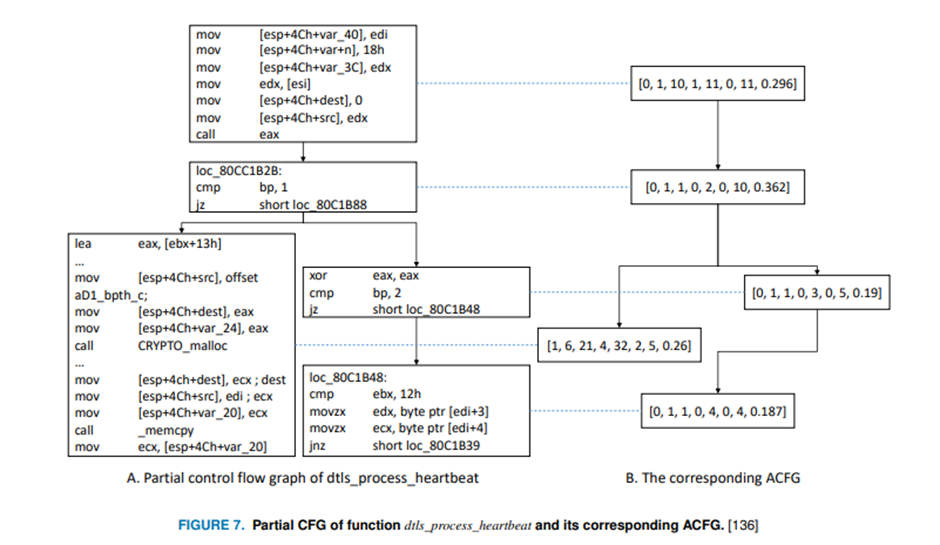 mov [esp+4Ch+var_40], edi
mov [esp+4Ch+var+n], 18h
mov [esp+4Ch+var_3C], edx
mov edx, [esi]
mov [esp+4Ch+dest], 0
mov [esp+4Ch+src], edx
call eax
[0, 1, 10, 1, 11, 0, 11, 0.296]
loc_80CC1B2B:
cmp bp, 1
jz short loc_80C1B88
[0, 1, 1, 0, 2, 0, 10, 0.362]
lea eax, [ebx+13h]
...
mov [esp+4Ch+src], offset
aD1_bpth_c;
mov [esp+4Ch+dest], eax
mov [esp+4Ch+var_24], eax
call CRYPTO_malloc
...
mov [esp+4ch+dest], ecx ; dest
mov [esp+4Ch+src], edi ; ecx
mov [esp+4Ch+var_20], ecx
call _memcpy
mov ecx, [esp+4Ch+var_20]
xor eax, eax
cmp bp, 2
jz short loc_80C1B48
[0, 1, 1, 0, 3, 0, 5, 0.19]
[1, 6, 21, 4, 32, 2, 5, 0.26]
loc_80C1B48:
cmp ebx, 12h
movzx edx, byte ptr [edi+3]
movzx ecx, byte ptr [edi+4]
jnz short loc_80C1B39
[0, 1, 1, 0, 4, 0, 4, 0.187]
A. Partial control flow graph of dtls_process_heartbeat
B. The corresponding ACFG
FIGURE 7. Partial CFG of function dtls_process_heartbeat and its corresponding ACFG. [136]